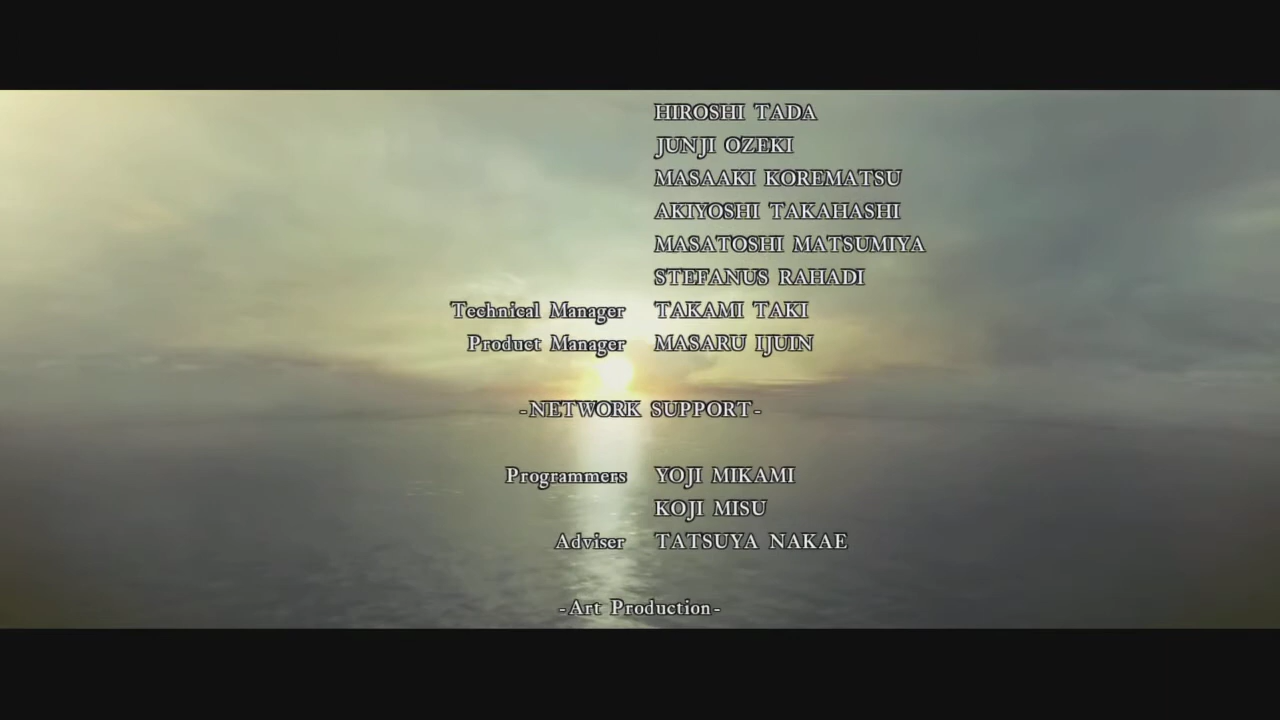 HIROSHI TADA
JUNJI OZEKI
MASAAKI KOREMATSU
AKIYOSHI TAKAHASHI
MASATOSHI MATSUMIYA
STEFANUS RAHADI
Technical Manager TAKAMI TAKI
Product Manager MASARU IJUIN
-NETWORK SUPPORT-
Programmers YOJI MIKAMI
KOJI MISU
Adviser TATSUYA NAKAE
-Art Production-